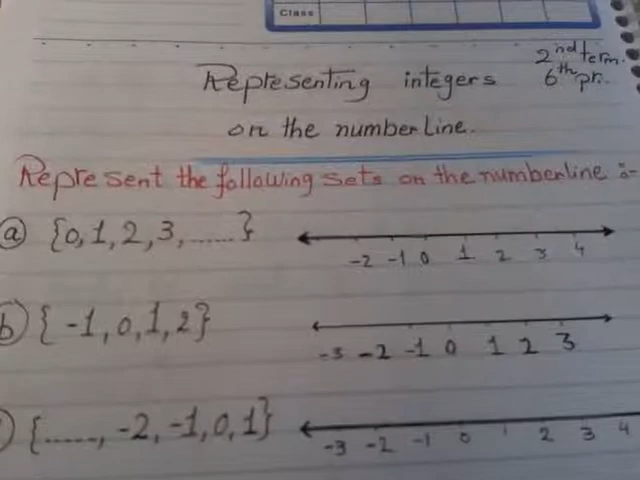 Class
2nd term.
6th pr.
Representing integers
on the number line.
Represent the following sets on the number line :-
a {0, 1, 2, 3, ......}
-2 -1 0 1 2 3 4
b { -1, 0, 1, 2}
-3 -2 -1 0 1 2 3
{......, -2, -1, 0, 1}
-3 -2 -1 0 2 3 4